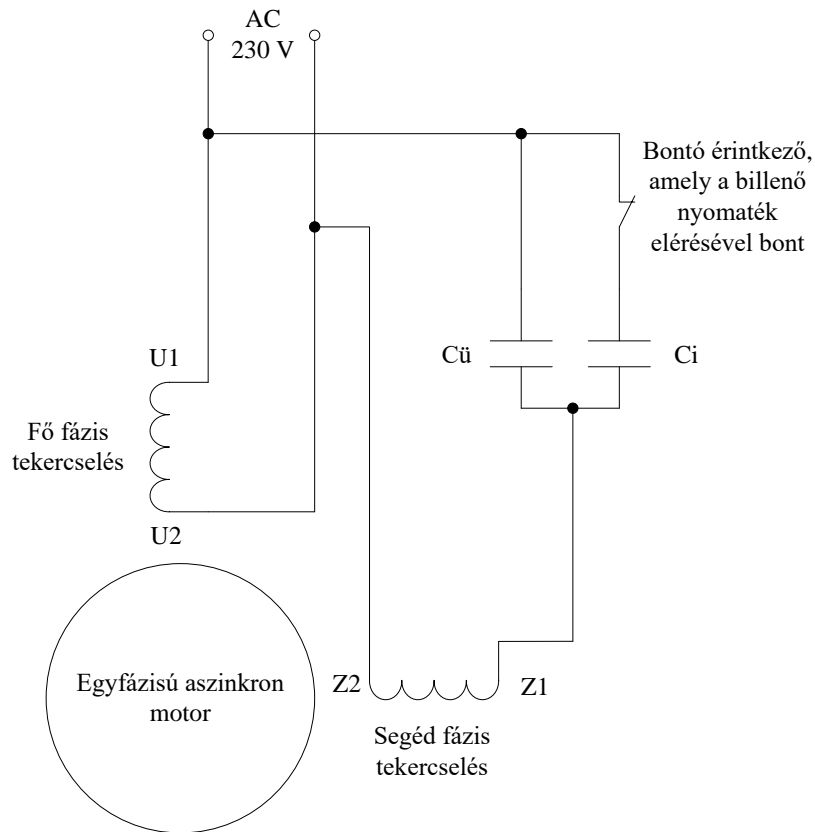 AC
230 V
Bontó érintkező,
amely a billenő
nyomaték
elérésével bont
U1
Cü
Ci
Fő fázis
tekercselés
U2
Egyfázisú aszinkron
motor
Z2
Z1
Segéd fázis
tekercselés